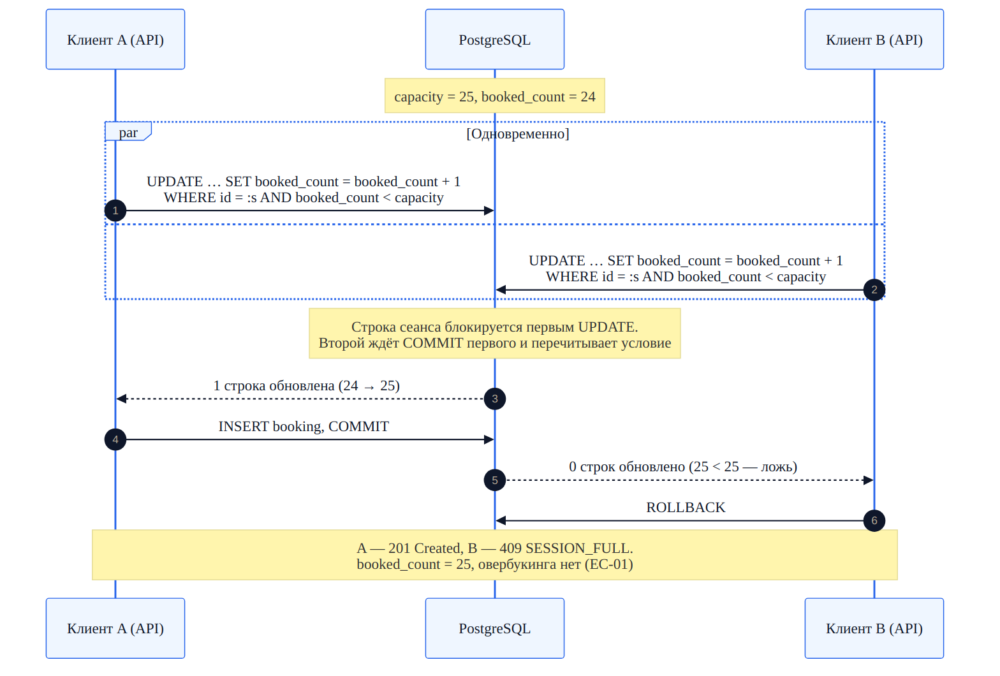 Клиент A (API)
PostgreSQL
Клиент B (API)
capacity = 25, booked_count = 24
par
[Одновременно]
UPDATE … SET booked_count = booked_count + 1
WHERE id = :s AND booked_count < capacity
1
UPDATE … SET booked_count = booked_count + 1
WHERE id = :s AND booked_count < capacity
2
Строка сеанса блокируется первым UPDATE.
Второй ждёт COMMIT первого и перечитывает условие
1 строка обновлена (24 → 25)
3
INSERT booking, COMMIT
4
0 строк обновлено (25 < 25 — ложь)
5
ROLLBACK
6
A — 201 Created, B — 409 SESSION_FULL.
booked_count = 25, овербукинга нет (EC-01)
Клиент A (API)
PostgreSQL
Клиент B (API)